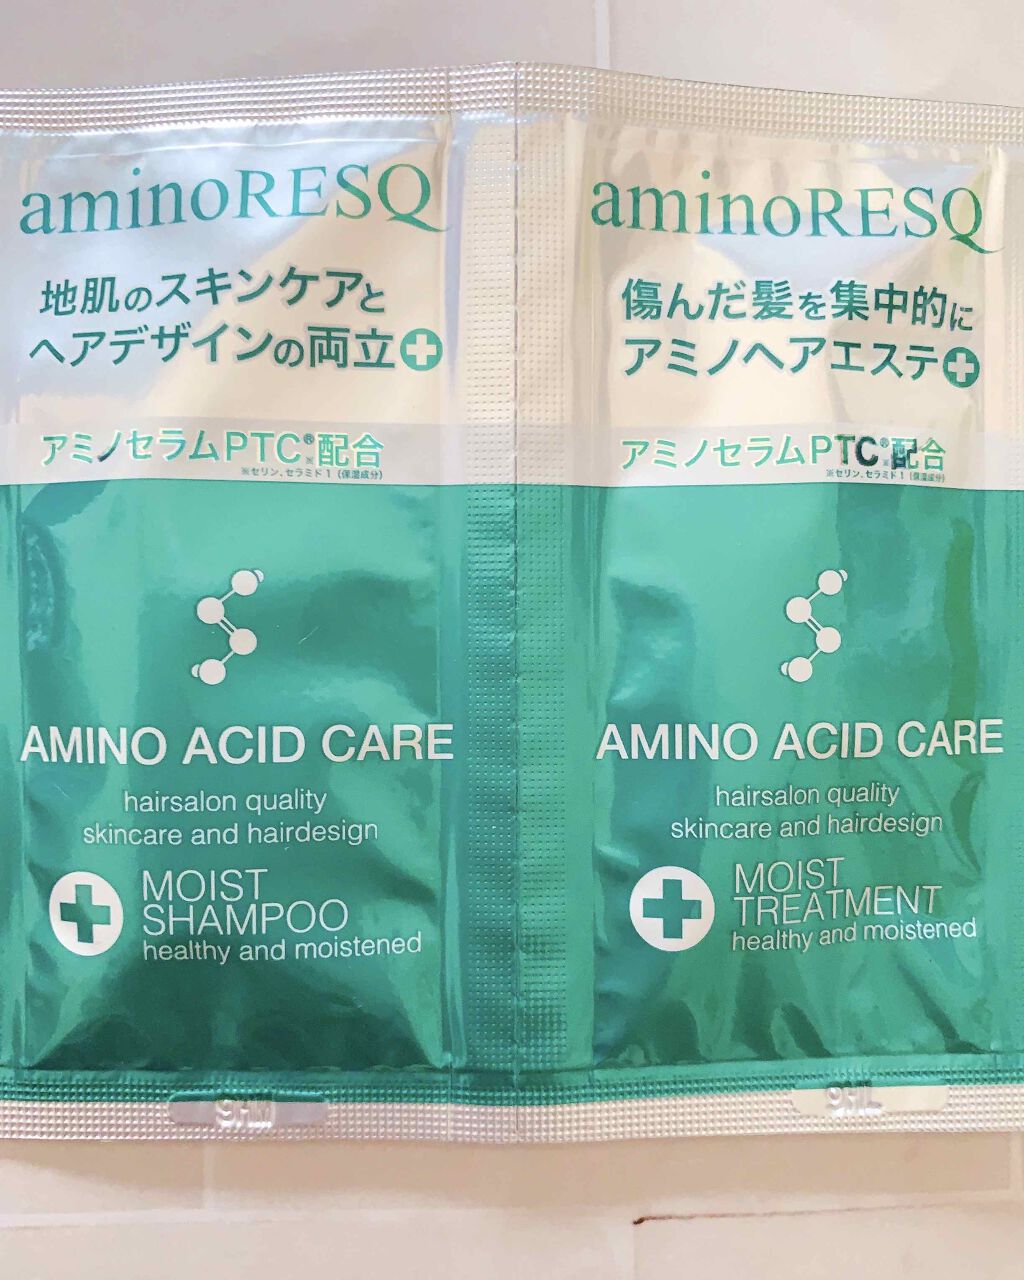 aminoRESQ
地肌のスキンケアと
ヘアデザインの両立
アミノセラムPTC®※配合
※セリン、セラミド1(保湿成分)
AMINO ACID CARE
hairsalon quality
skincare and hairdesign
MOIST
SHAMPOO
healthy and moistened
9HM
aminoRESQ
傷んだ髪を集中的に
アミノヘアエステ
アミノセラムPTC®※配合
※セリン、セラミド1(保湿成分)
AMINO ACID CARE
hairsalon quality
skincare and hairdesign
MOIST
TREATMENT
healthy and moistened
9HL